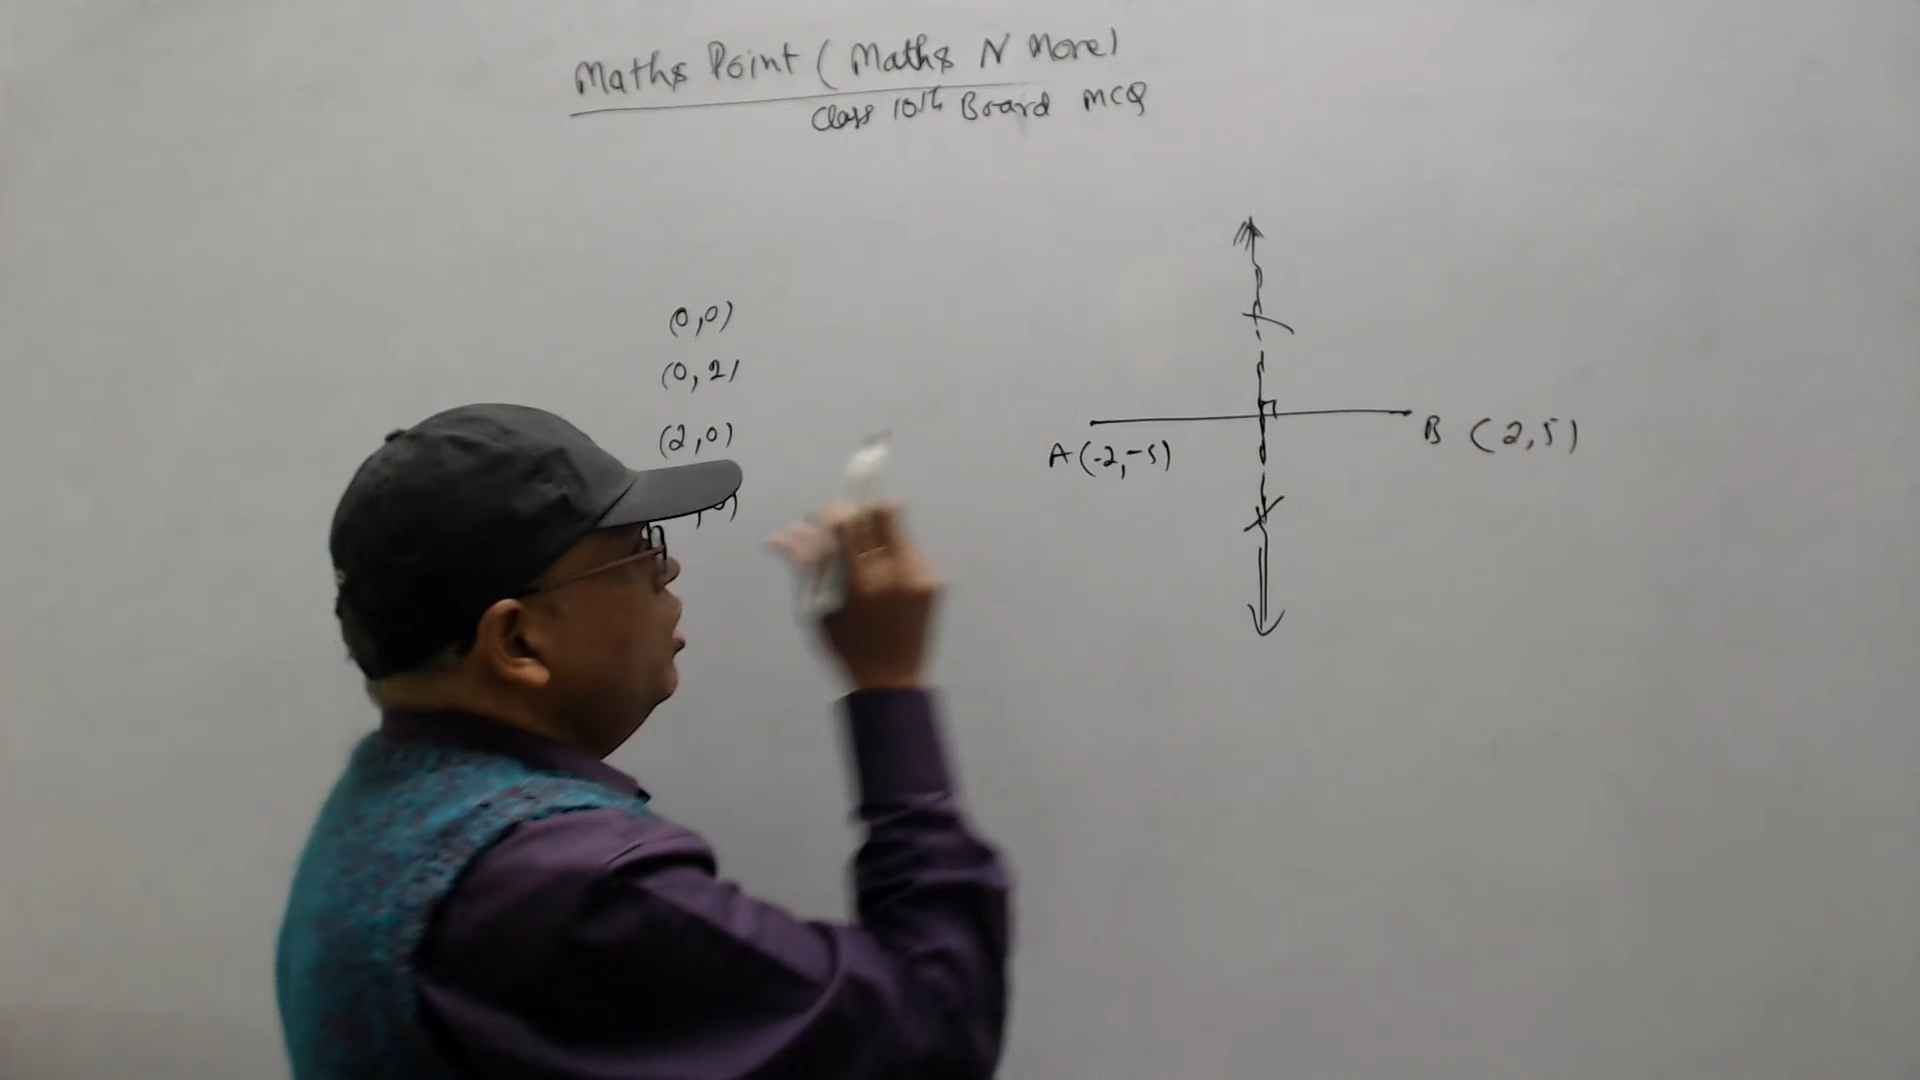 Maths Point (Maths N More)
Class 10th Board MCQ
(0,0)
(0,2)
(2,0)
A(-2,-5)
B (2,5)